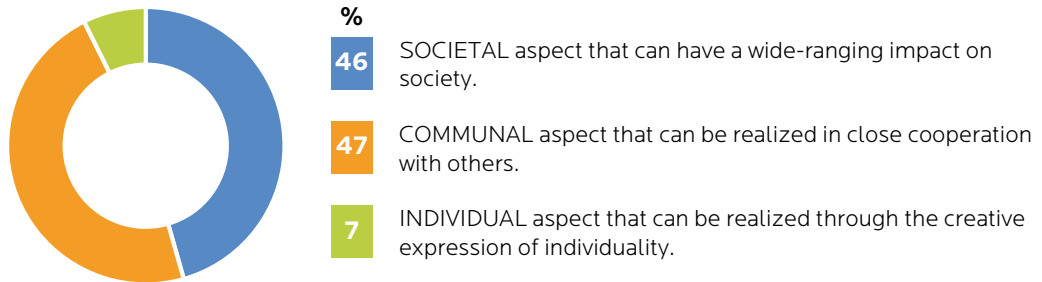 %
46 SOCIETAL aspect that can have a wide-ranging impact on
society.
47 COMMUNAL aspect that can be realized in close cooperation
with others.
7 INDIVIDUAL aspect that can be realized through the creative
expression of individuality.